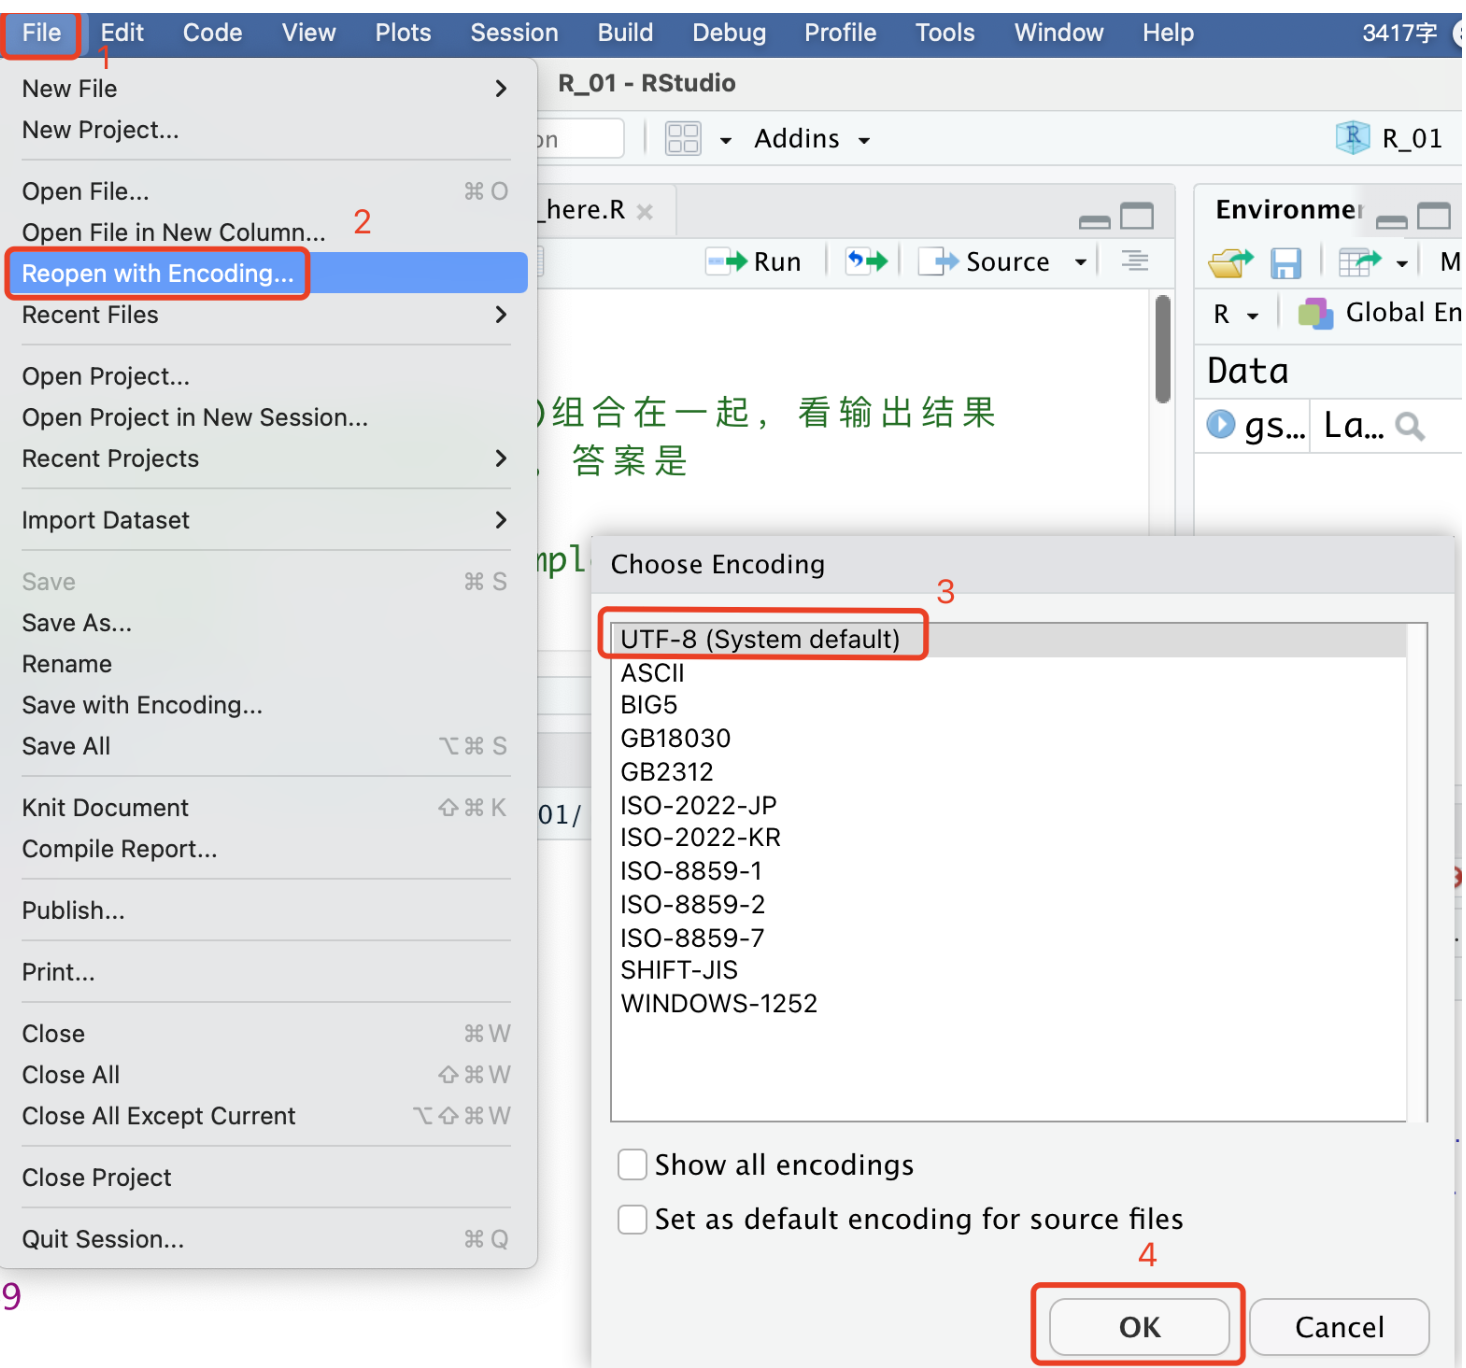 File Edit Code View Plots Session Build Debug Profile Tools Window Help 3417字
1
R_01 - RStudio
New File
New Project...
Addins
R_01
Open File... ⌘ O
Open File in New Column...
2
Reopen with Encoding...
Recent Files
Open Project...
Open Project in New Session...
Recent Projects
Import Dataset
Save ⌘ S
Save As...
Rename
Save with Encoding...
Save All ⌥⌘ S
Knit Document ⇧⌘ K
Compile Report...
Publish...
Print...
Close ⌘W
Close All ⇧⌘W
Close All Except Current ⌥⇧⌘W
Close Project
Quit Session... ⌘ Q
9
_here.R
Run
Source
)组合在一起，看输出结果
，答案是
mpl
01/
R
Global En
Data
gs... La...
Choose Encoding
3
UTF-8 (System default)
ASCII
BIG5
GB18030
GB2312
ISO-2022-JP
ISO-2022-KR
ISO-8859-1
ISO-8859-2
ISO-8859-7
SHIFT-JIS
WINDOWS-1252
Show all encodings
Set as default encoding for source files
4
OK Cancel